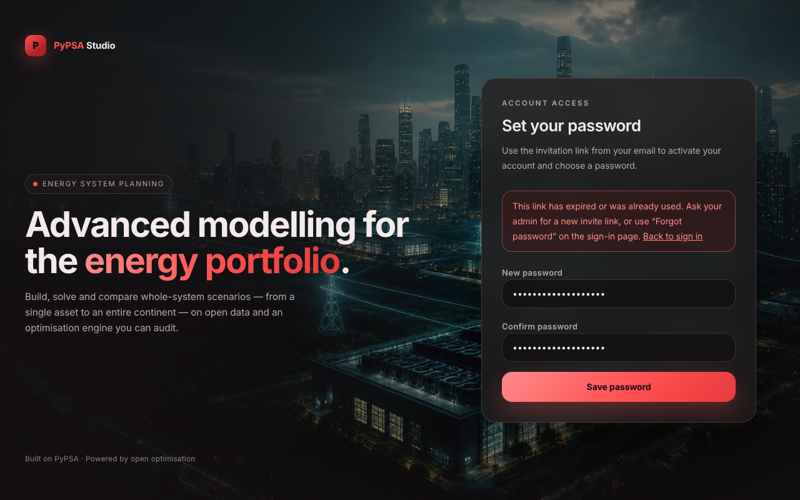 P
PyPSA Studio
ENERGY SYSTEM PLANNING
Advanced modelling for
the energy portfolio.
Build, solve and compare whole-system scenarios — from a
single asset to an entire continent — on open data and an
optimisation engine you can audit.
Built on PyPSA · Powered by open optimisation
ACCOUNT ACCESS
Set your password
Use the invitation link from your email to activate your
account and choose a password.
This link has expired or was already used. Ask your
admin for a new invite link, or use “Forgot
password” on the sign-in page. Back to sign in
New password
•••••••••••••••••••
Confirm password
•••••••••••••••••••
Save password